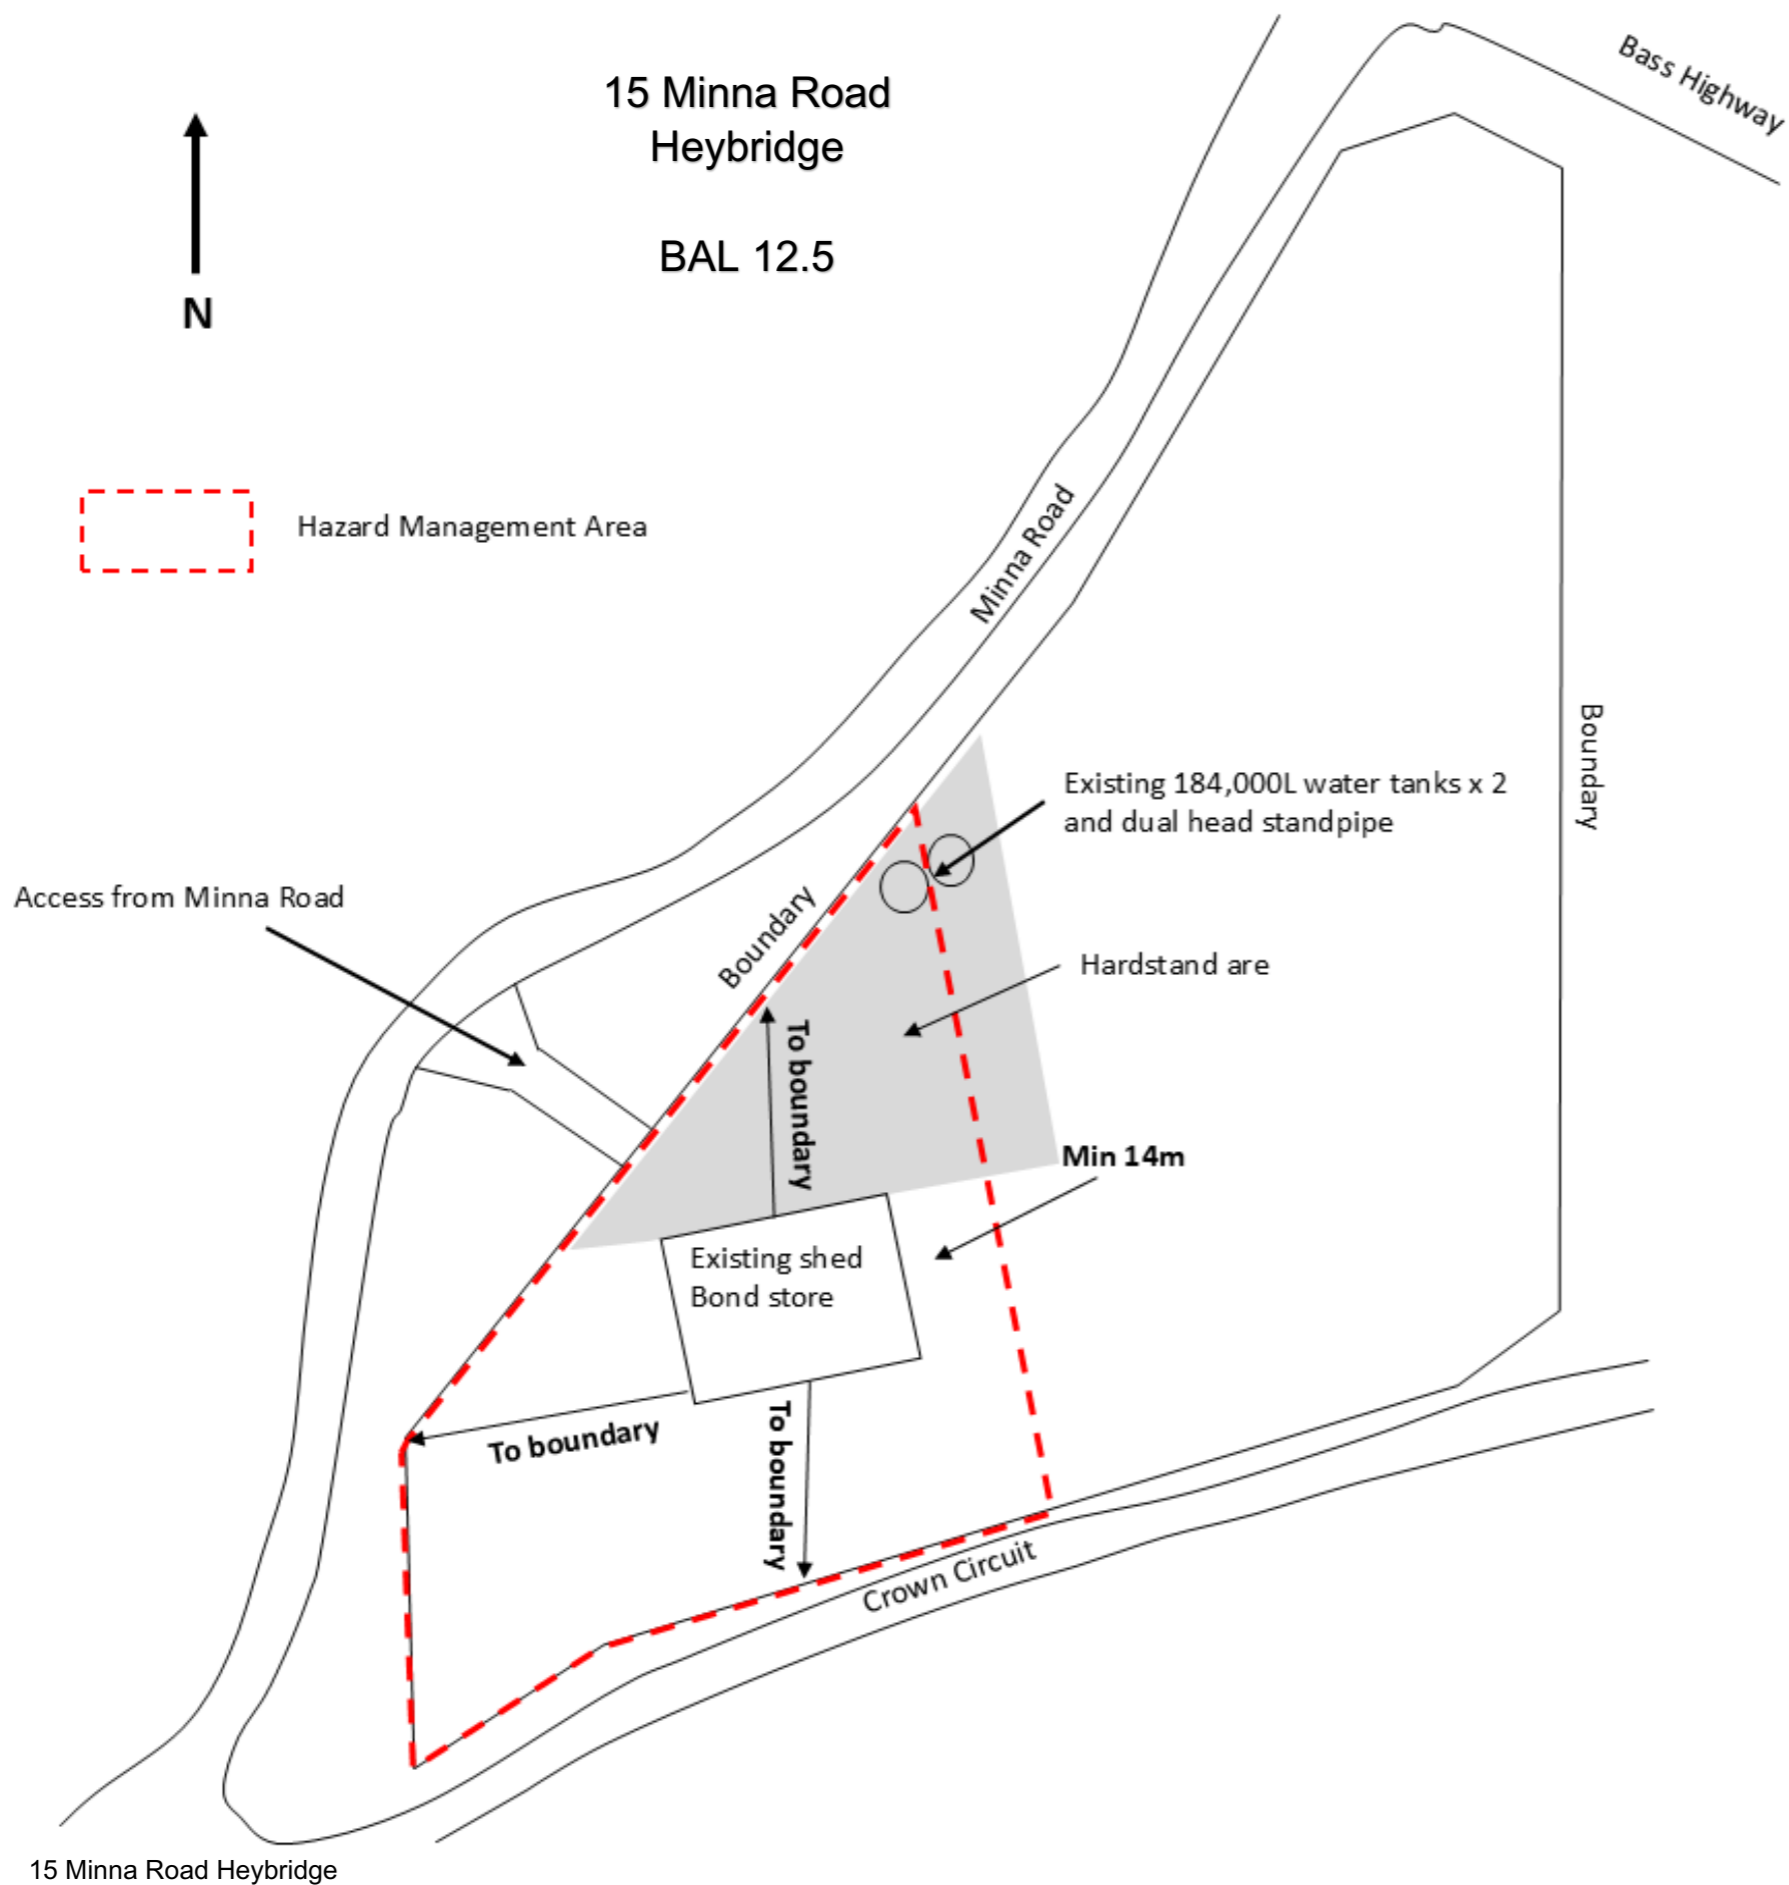 15 Minna Road
Heybridge
BAL 12.5
Bass Highway
N
Hazard Management Area
Minna Road
Boundary
Existing 184,000L water tanks x 2
and dual head standpipe
Access from Minna Road
Boundary
Hardstand are
To boundary
Min 14m
Existing shed
Bond store
To boundary
To boundary
Crown Circuit
15 Minna Road Heybridge